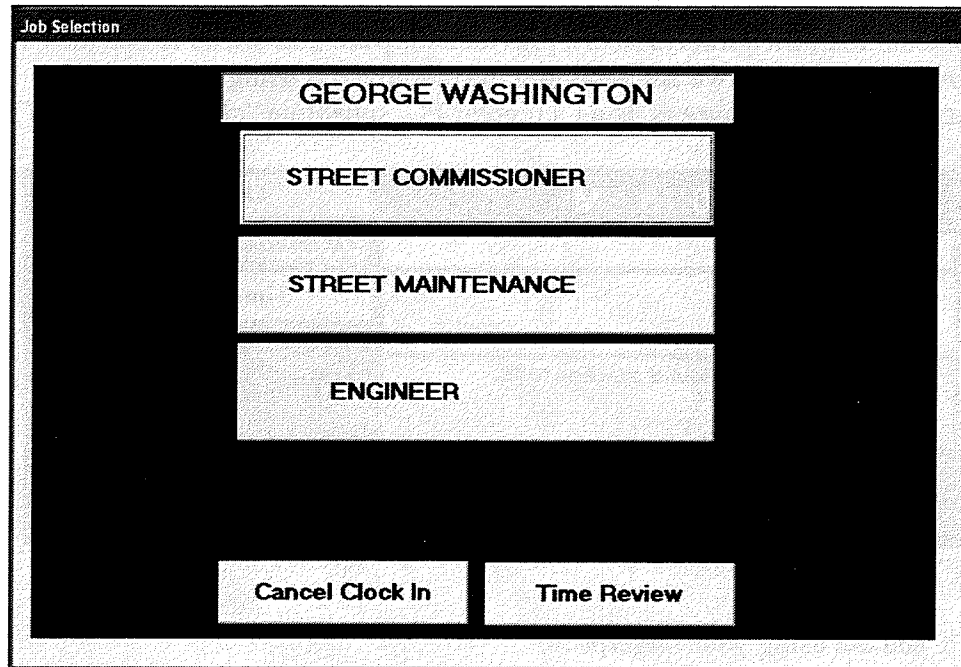 Job Selection
GEORGE WASHINGTON
STREET COMMISSIONER
STREET MAINTENANCE
ENGINEER
Cancel Clock In
Time Review